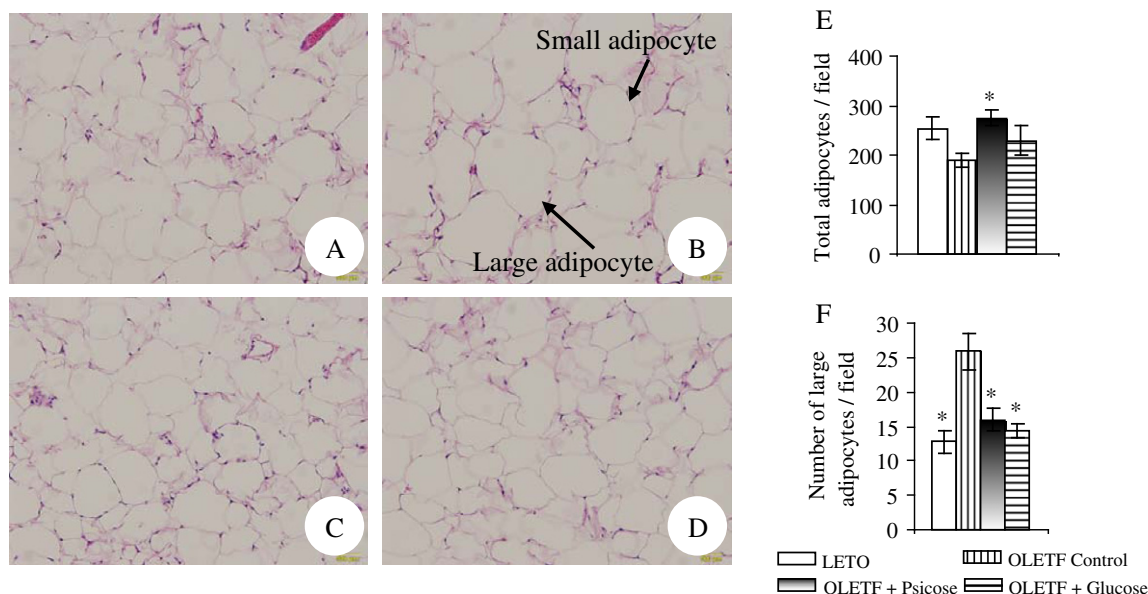 Small adipocyte
Large adipocyte
A
B
C
D
E
Total adipocytes / field
400
300
200
100
0
*
F
Number of large
adipocytes / field
30
25
20
15
10
5
0
*
*
*
LETO
OLETF Control
OLETF + Psicose
OLETF + Glucose